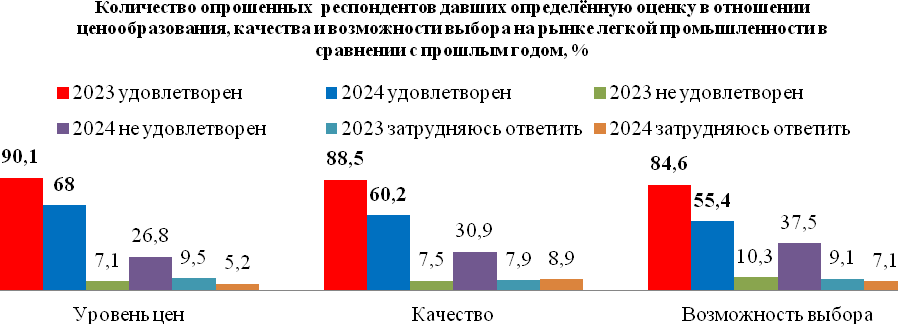 Количество опрошенных респондентов давших определённую оценку в отношении
ценообразования, качества и возможности выбора на рынке легкой промышленности в
сравнении с прошлым годом, %
2023 удовлетворен
2024 удовлетворен
2023 не удовлетворен
2024 не удовлетворен
2023 затрудняюсь ответить
2024 затрудняюсь ответить
90,1
68
7,1
26,8
9,5
5,2
88,5
60,2
7,5
30,9
7,9
8,9
84,6
55,4
10,3
37,5
9,1
7,1
Уровень цен
Качество
Возможность выбора